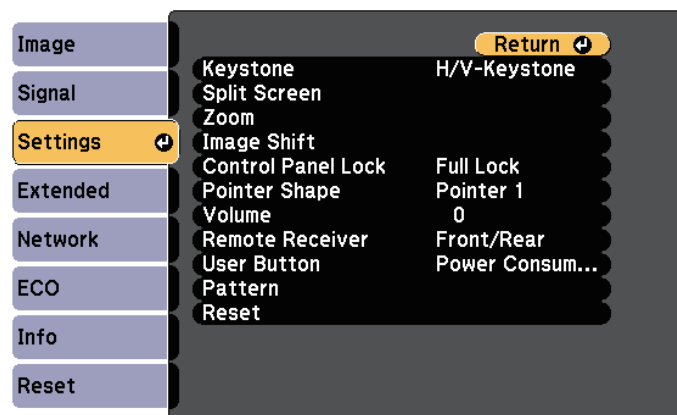 Image
Signal
Settings
Extended
Network
ECO
Info
Reset
Return
Keystone H/V-Keystone
Split Screen
Zoom
Image Shift
Control Panel Lock Full Lock
Pointer Shape Pointer 1
Volume 0
Remote Receiver Front/Rear
User Button Power Consum...
Pattern
Reset